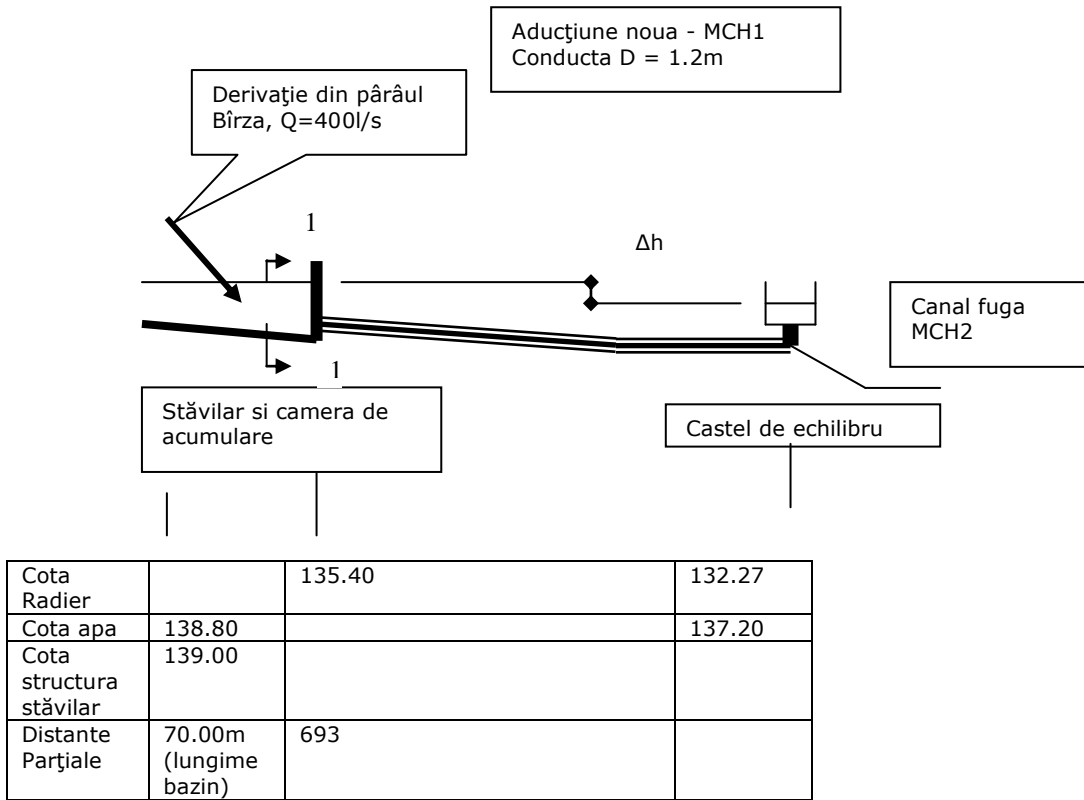 Aducţiune noua - MCH1
Conducta D = 1.2m
Derivaţie din pârâul
Bîrza, Q=400l/s
1
Δh
Canal fuga
MCH2
1
Stăvilar si camera de
acumulare
Castel de echilibru
Cota
Radier
135.40
132.27
Cota apa
138.80
137.20
Cota
structura
stăvilar
139.00
Distante
Parţiale
70.00m
(lungime
bazin)
693